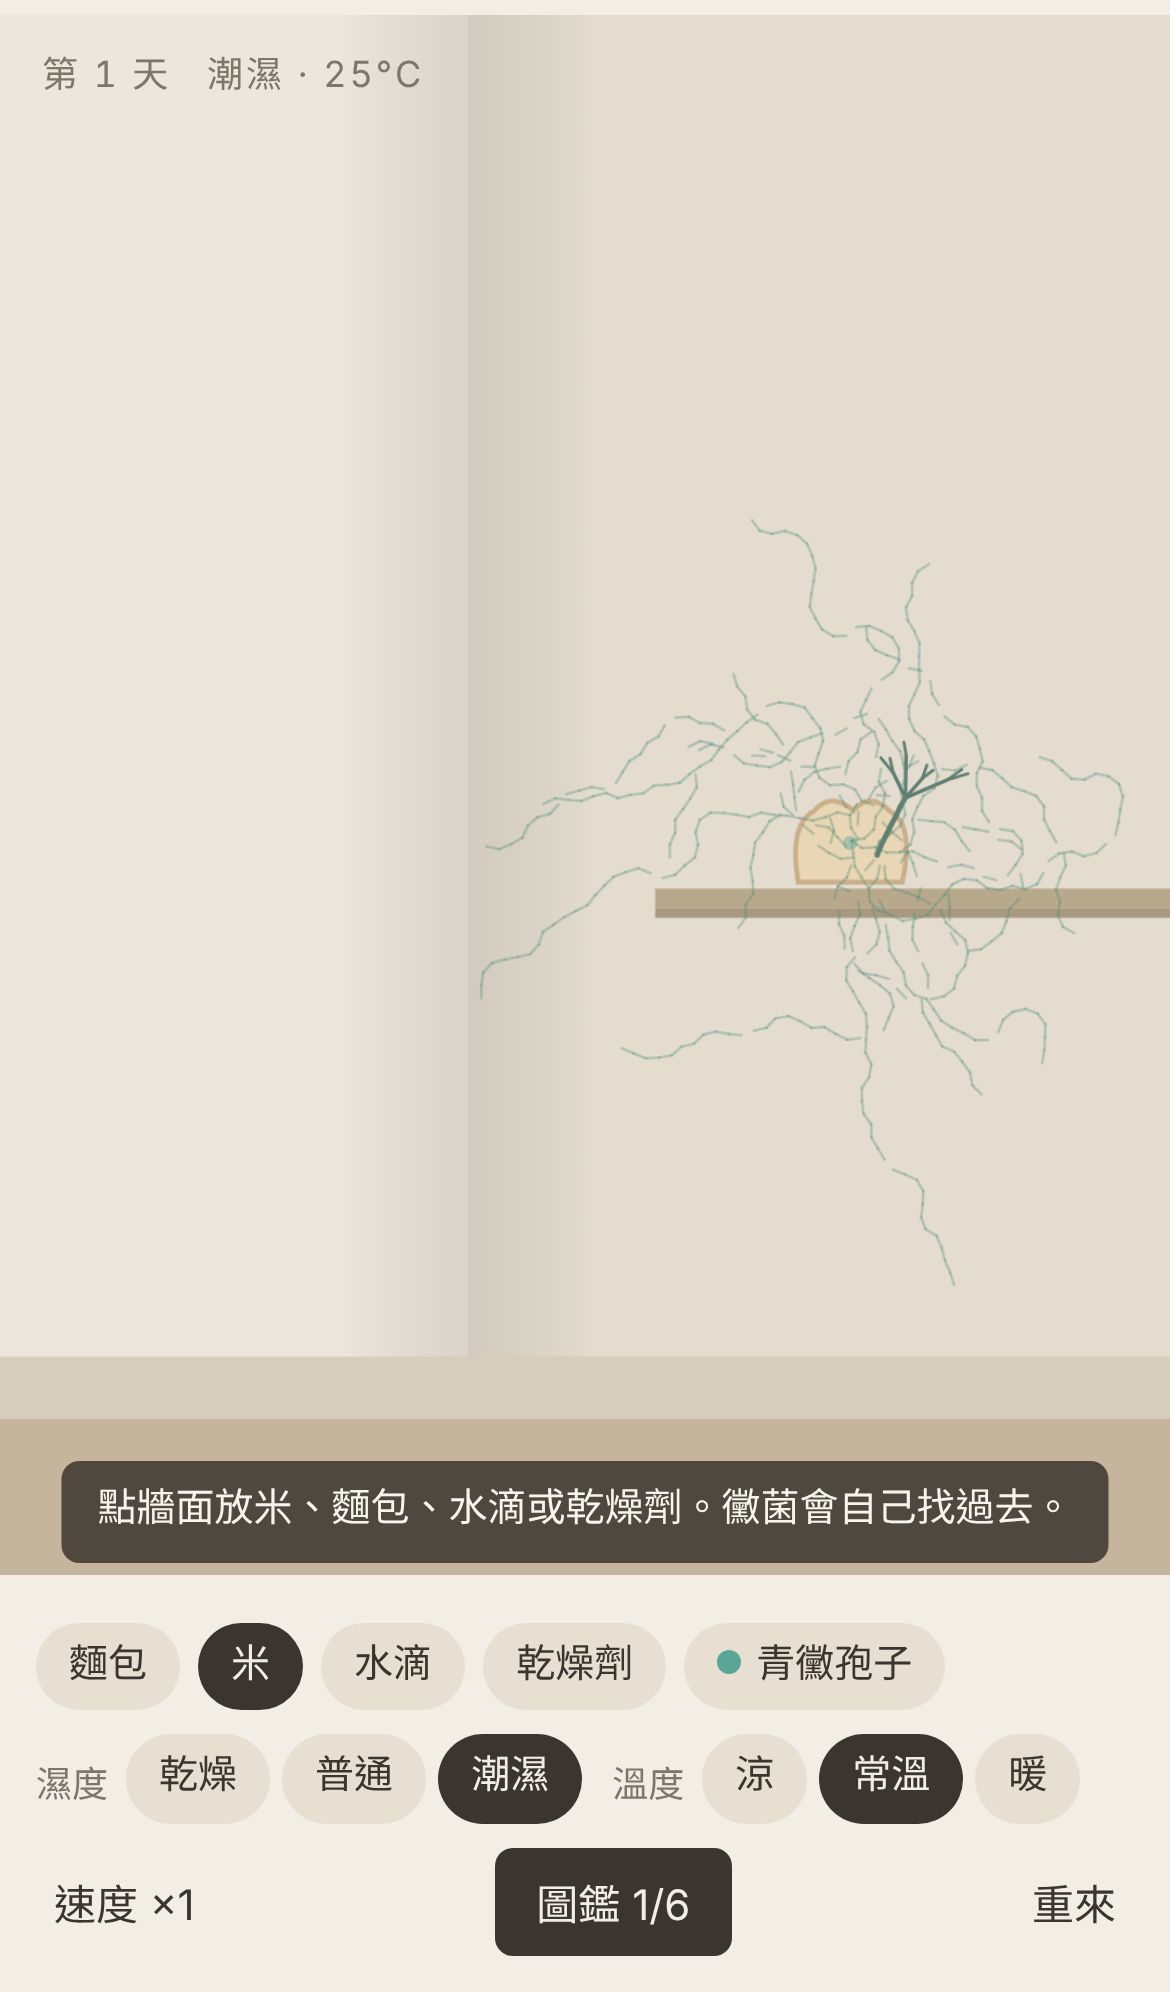 第 1 天　潮濕 · 25°C
點牆面放米、麵包、水滴或乾燥劑。黴菌會自己找過去。
麵包 米 水滴 乾燥劑 青黴孢子
濕度 乾燥 普通 潮濕 溫度 涼 常溫 暖
速度 ×1 圖鑑 1/6 重來